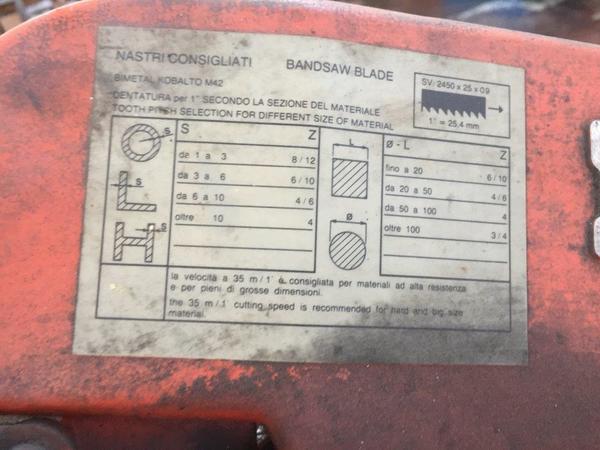 NASTRI CONSIGLIATI BANDSAW BLADE
BIMETAL KOBALTO M42
SV: 2450 x 25 x 0.9
1" = 25,4 mm
DENTATURA per 1" SECONDO LA SEZIONE DEL MATERIALE
TOOTH PITCH SELECTION FOR DIFFERENT SIZE OF MATERIAL
S Z
da 1 a 3 8/12
da 3 a 6 6/10
da 6 a 10 4/6
oltre 10 4
S
S
S
L
Ø
ø - L Z
fino a 20 6/10
da 20 a 50 4/6
da 50 a 100 4
oltre 100 3/4
la velocità a 35 m/1' è consigliata per materiali ad alta resistenza
e per pieni di grosse dimensioni.
the 35 m/1' cutting speed is recommended for hard and big size
material.